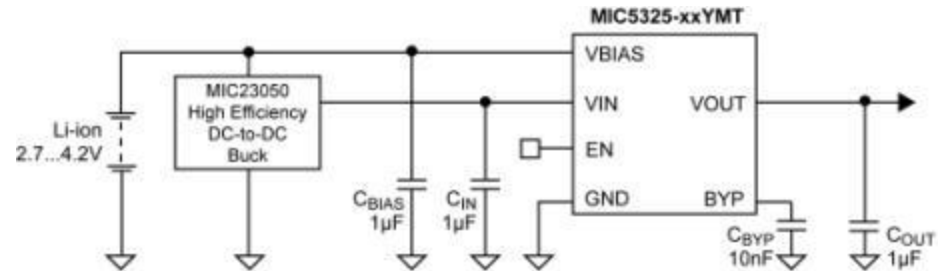 MIC5325-xxYMT
VBIAS
MIC23050
High Efficiency
DC-to-DC
Buck
VIN
VOUT
Li-ion
2.7...4.2V
EN
GND
BYP
CBIAS
1µF
CIN
1µF
CBYP
10nF
COUT
1µF